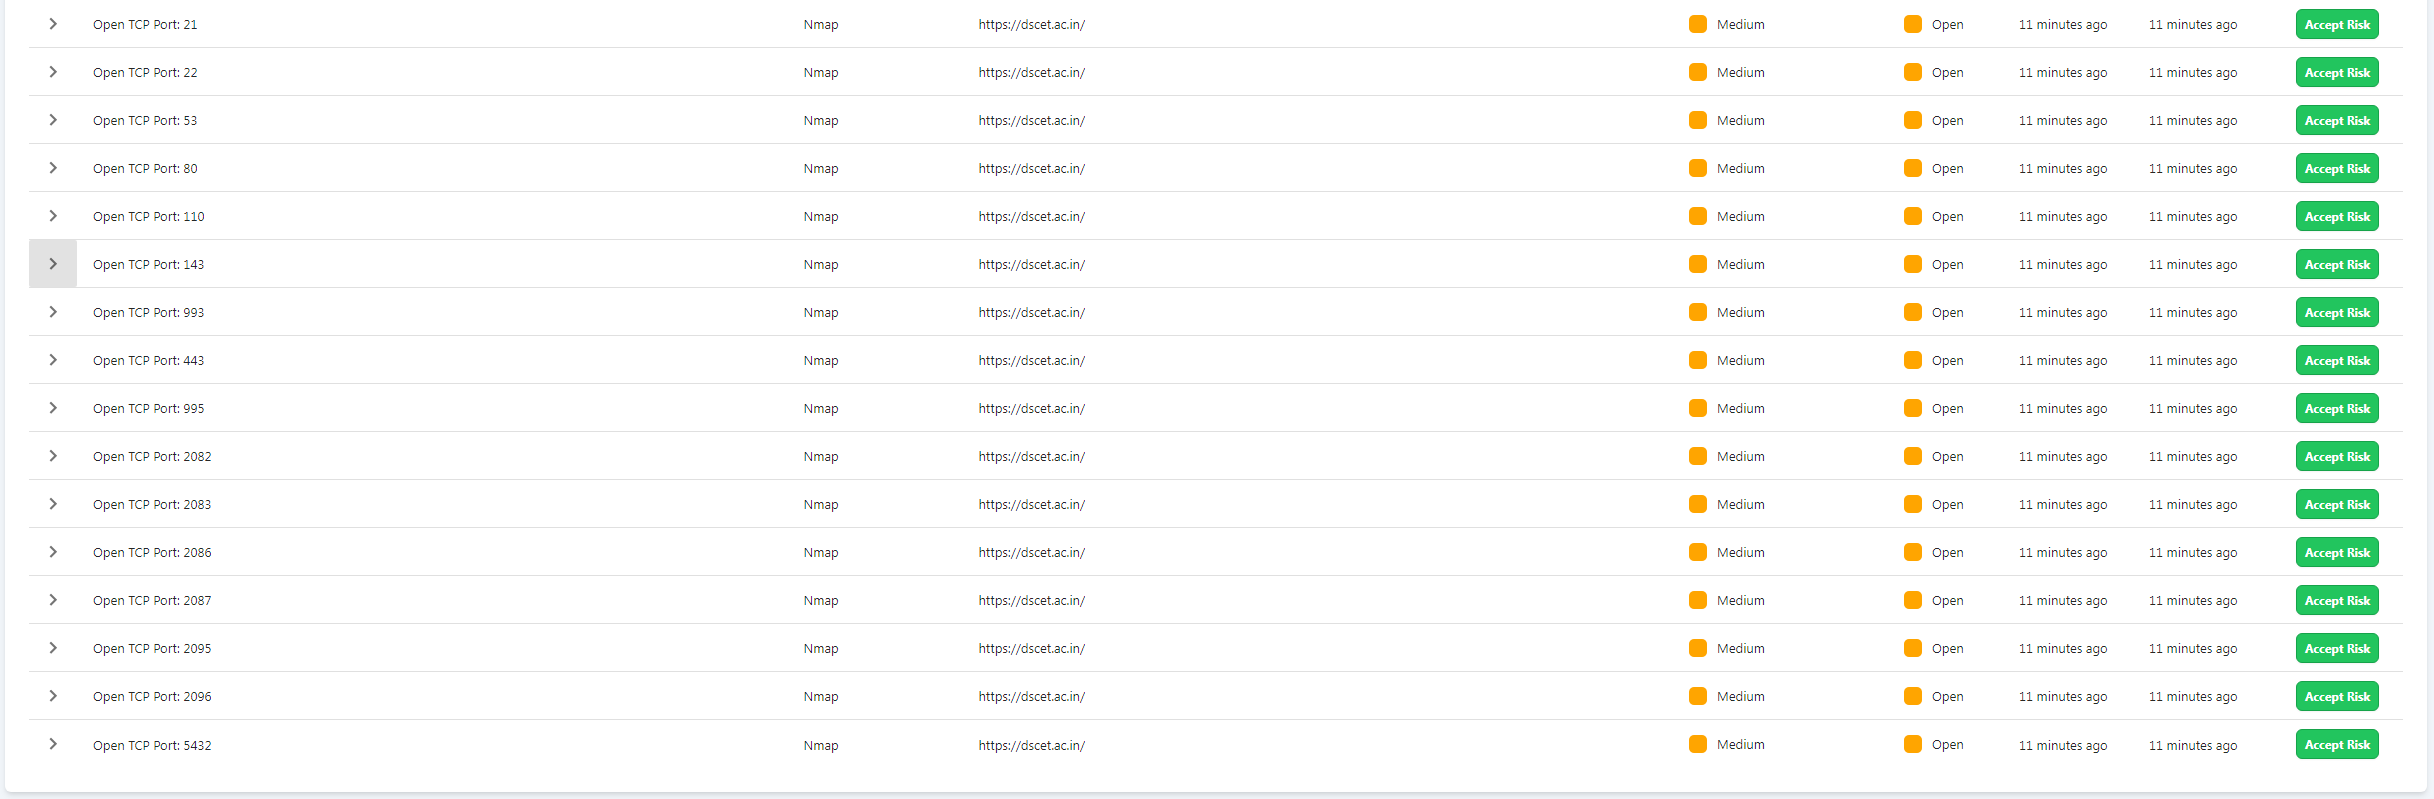 Open TCP Port: 21 Nmap https://dscet.ac.in/ Medium Open 11 minutes ago 11 minutes ago Accept Risk
Open TCP Port: 22 Nmap https://dscet.ac.in/ Medium Open 11 minutes ago 11 minutes ago Accept Risk
Open TCP Port: 53 Nmap https://dscet.ac.in/ Medium Open 11 minutes ago 11 minutes ago Accept Risk
Open TCP Port: 80 Nmap https://dscet.ac.in/ Medium Open 11 minutes ago 11 minutes ago Accept Risk
Open TCP Port: 110 Nmap https://dscet.ac.in/ Medium Open 11 minutes ago 11 minutes ago Accept Risk
Open TCP Port: 143 Nmap https://dscet.ac.in/ Medium Open 11 minutes ago 11 minutes ago Accept Risk
Open TCP Port: 993 Nmap https://dscet.ac.in/ Medium Open 11 minutes ago 11 minutes ago Accept Risk
Open TCP Port: 443 Nmap https://dscet.ac.in/ Medium Open 11 minutes ago 11 minutes ago Accept Risk
Open TCP Port: 995 Nmap https://dscet.ac.in/ Medium Open 11 minutes ago 11 minutes ago Accept Risk
Open TCP Port: 2082 Nmap https://dscet.ac.in/ Medium Open 11 minutes ago 11 minutes ago Accept Risk
Open TCP Port: 2083 Nmap https://dscet.ac.in/ Medium Open 11 minutes ago 11 minutes ago Accept Risk
Open TCP Port: 2086 Nmap https://dscet.ac.in/ Medium Open 11 minutes ago 11 minutes ago Accept Risk
Open TCP Port: 2087 Nmap https://dscet.ac.in/ Medium Open 11 minutes ago 11 minutes ago Accept Risk
Open TCP Port: 2095 Nmap https://dscet.ac.in/ Medium Open 11 minutes ago 11 minutes ago Accept Risk
Open TCP Port: 2096 Nmap https://dscet.ac.in/ Medium Open 11 minutes ago 11 minutes ago Accept Risk
Open TCP Port: 5432 Nmap https://dscet.ac.in/ Medium Open 11 minutes ago 11 minutes ago Accept Risk